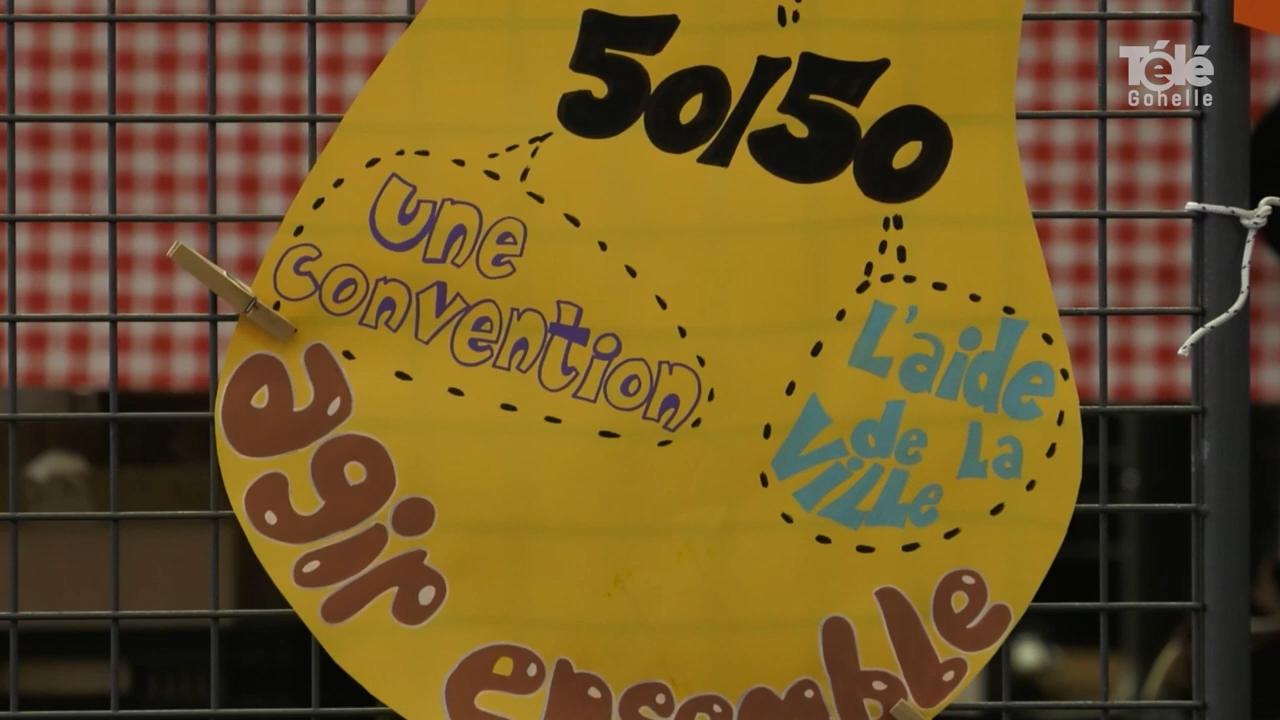 50/50
Télé
Gohelle
une
convention
L'aide
de La
Ville
agir
ensemble